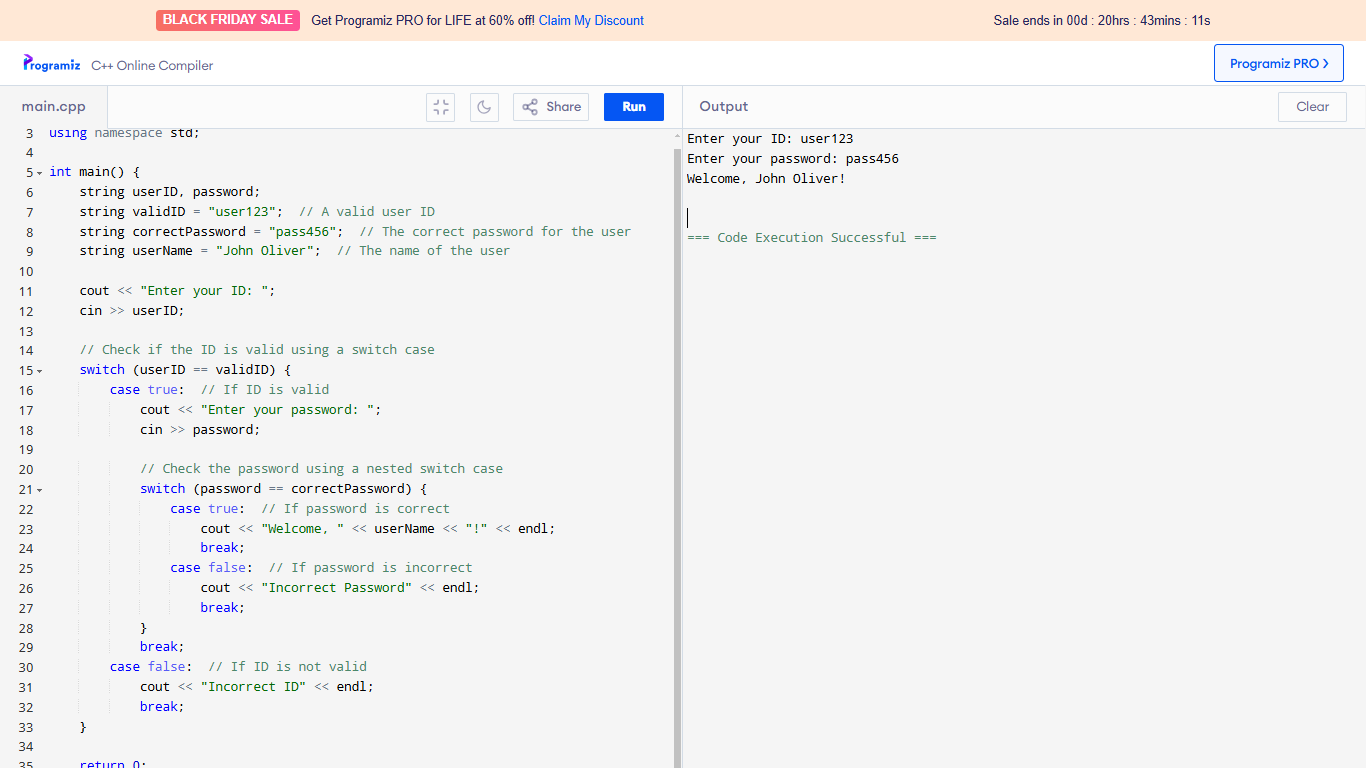 BLACK FRIDAY SALE Get Programiz PRO for LIFE at 60% off! Claim My Discount Sale ends in 00d : 20hrs : 43mins : 11s
Programiz C++ Online Compiler Programiz PRO >
main.cpp Share Run
3 using namespace std;
4
5 int main() {
6     string userID, password;
7     string validID = "user123";  // A valid user ID
8     string correctPassword = "pass456";  // The correct password for the user
9     string userName = "John Oliver";  // The name of the user
10
11     cout << "Enter your ID: ";
12     cin >> userID;
13
14     // Check if the ID is valid using a switch case
15     switch (userID == validID) {
16         case true:  // If ID is valid
17             cout << "Enter your password: ";
18             cin >> password;
19
20             // Check the password using a nested switch case
21             switch (password == correctPassword) {
22                 case true:  // If password is correct
23                     cout << "Welcome, " << userName << "!" << endl;
24                     break;
25                 case false:  // If password is incorrect
26                     cout << "Incorrect Password" << endl;
27                     break;
28             }
29             break;
30         case false:  // If ID is not valid
31             cout << "Incorrect ID" << endl;
32             break;
33     }
34
35     return 0;
Output Clear
Enter your ID: user123
Enter your password: pass456
Welcome, John Oliver!
=== Code Execution Successful ===